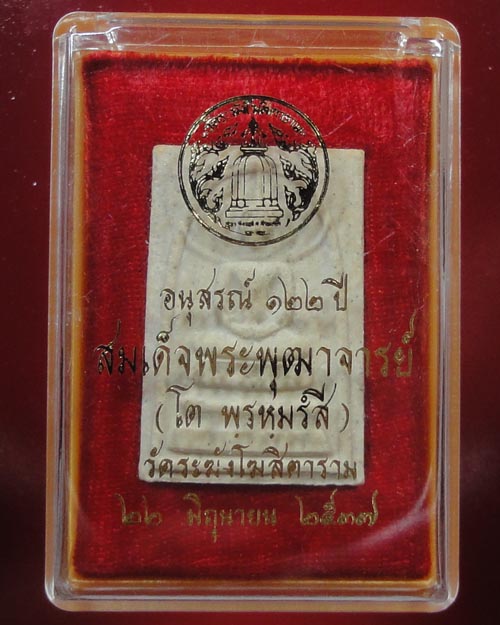 อนุสรณ์ ๑๒๒ ปี
สมเด็จพระพุฒาจารย์
(โต พฺรหฺมรํสี)
วัดระฆังโฆสิตาราม
๒๒ มิถุนายน ๒๕๓๗